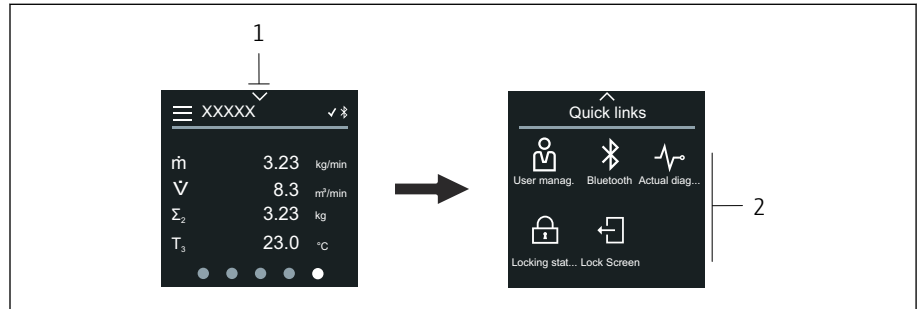 1
XXXXX
ṁ 3.23 kg/min
V̇ 8.3 m³/min
Σ₂ 3.23 kg
T₃ 23.0 °C
Quick links
User manag. Bluetooth Actual diag...
Locking stat... Lock Screen
2